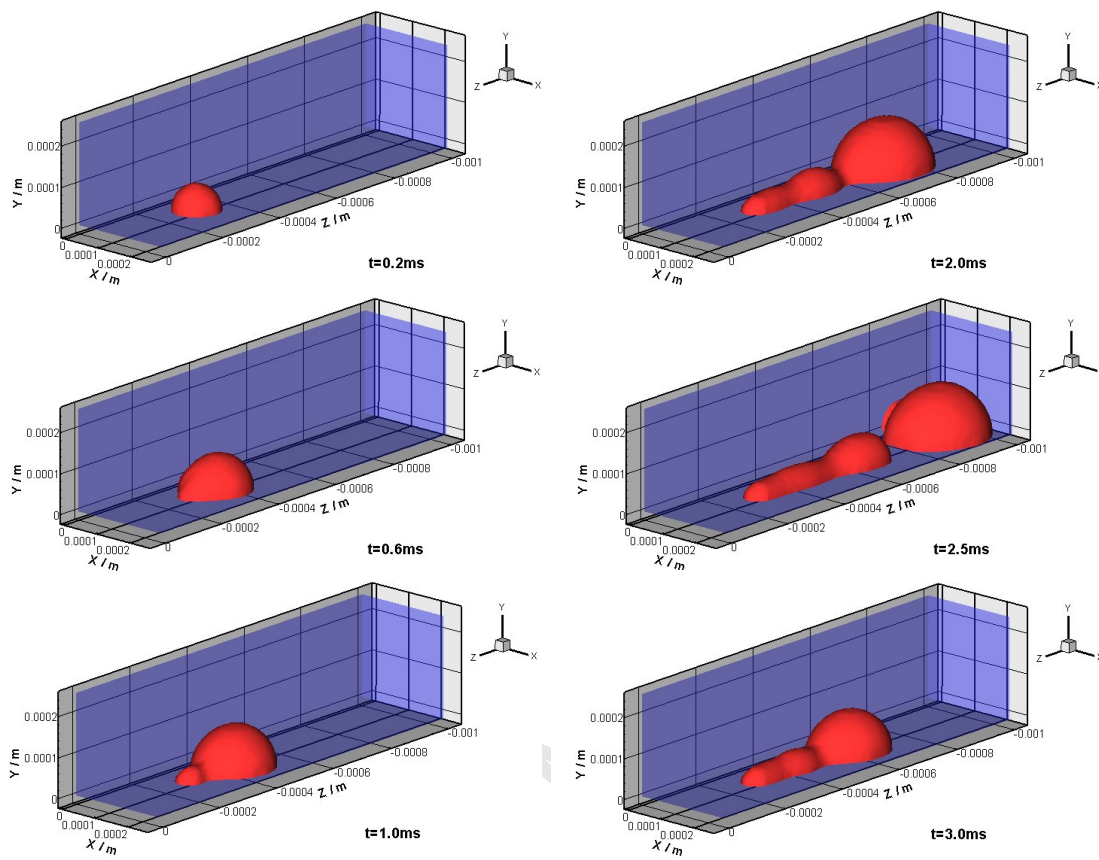 Y
Z
X
0.0002
0.0001
0
Y / m
0
0.0001
0.0002
X / m
0
-0.0002
-0.0004
-0.0006
-0.0008
-0.001
Z / m
t=0.2ms
Y
Z
X
0.0002
0.0001
0
Y / m
0
0.0001
0.0002
X / m
0
-0.0002
-0.0004
-0.0006
-0.0008
-0.001
Z / m
t=2.0ms
Y
Z
X
0.0002
0.0001
0
Y / m
0
0.0001
0.0002
X / m
0
-0.0002
-0.0004
-0.0006
-0.0008
-0.001
Z / m
t=0.6ms
Y
Z
0.0002
0.0001
0
Y / m
0
0.0001
0.0002
X / m
0
-0.0002
-0.0004
-0.0006
-0.0008
-0.001
Z / m
t=2.5ms
Y
Z
X
0.0002
0.0001
0
Y / m
0
0.0001
0.0002
X / m
0
-0.0002
-0.0004
-0.0006
-0.0008
-0.001
Z / m
t=1.0ms
Y
Z
X
0.0002
0.0001
0
Y / m
0
0.0001
0.0002
X / m
0
-0.0002
-0.0004
-0.0006
-0.0008
-0.001
Z / m
t=3.0ms